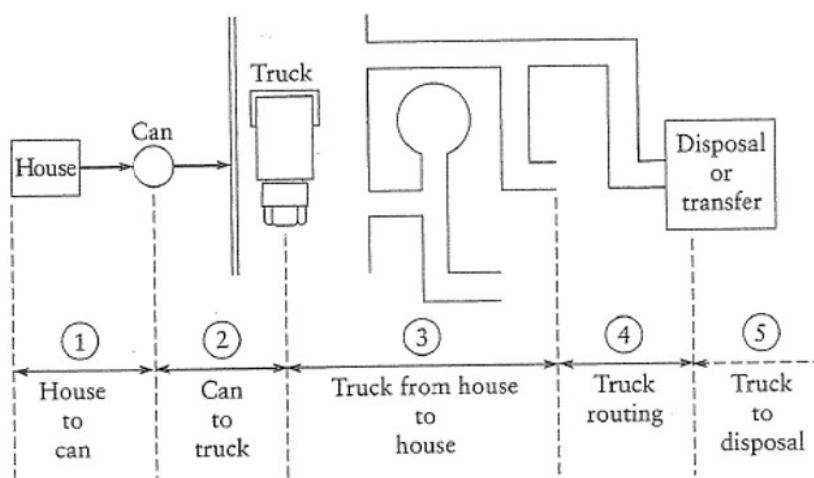 Truck
Can
House
Disposal
or
transfer
1
2
3
4
5
House
to
can
Can
to
truck
Truck from house
to
house
Truck
routing
Truck
to
disposal